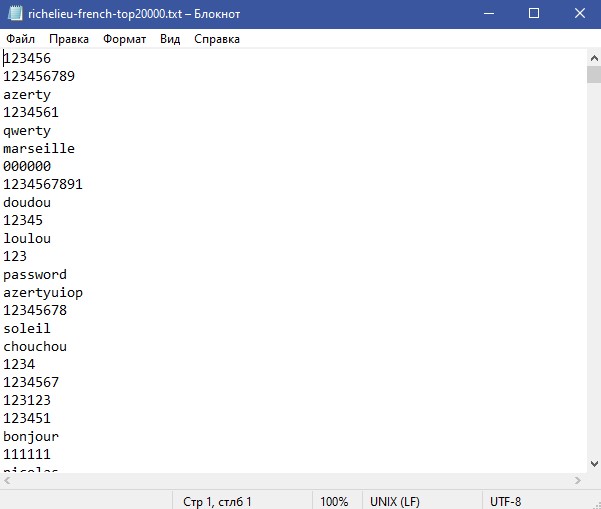 richelieu-french-top20000.txt – Блокнот
Файл Правка Формат Вид Справка
123456
123456789
azerty
1234561
qwerty
marseille
000000
1234567891
doudou
12345
loulou
123
password
azertyuiop
12345678
soleil
chouchou
1234
1234567
123123
123451
bonjour
111111
nicolas
Стр 1, стлб 1 100% UNIX (LF) UTF-8